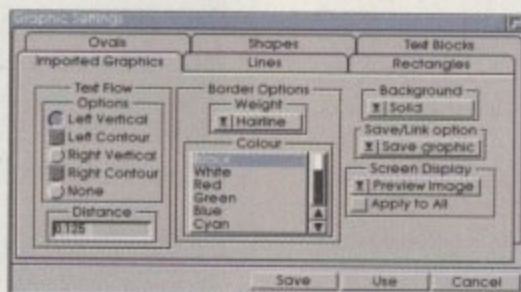 Graphic Settings
Ovals
Shapes
Text Blocks
Imported Graphics
Lines
Rectangles
Text Flow
Options
Left Vertical
Left Contour
Right Vertical
Right Contour
None
Distance
0.125
Border Options
Weight
Hairline
Colour
Black
White
Red
Green
Blue
Cyan
Background
Solid
Save/Link option
Save graphic
Screen Display
Preview Image
Apply to All
Save
Use
Cancel